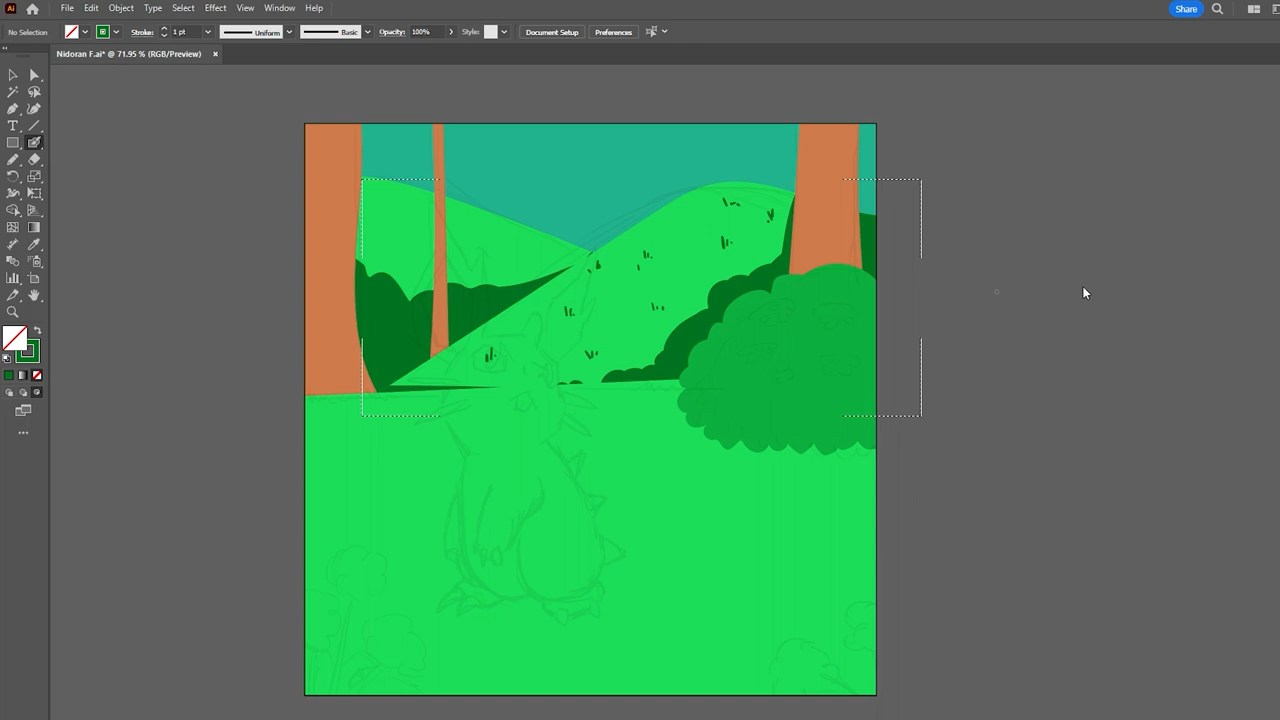 Ai File Edit Object Type Select Effect View Window Help Share
No Selection Stroke: 1 pt Uniform Basic Opacity: 100% Style: Document Setup Preferences
Nidoran F.ai* @ 71.95 % (RGB/Preview) ×